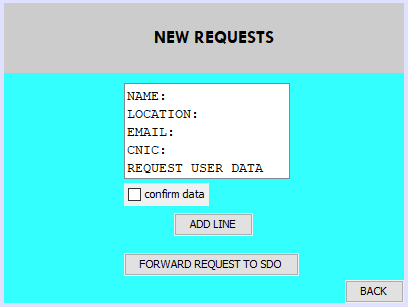 NEW REQUESTS
NAME:
LOCATION:
EMAIL:
CNIC:
REQUEST USER DATA
confirm data
ADD LINE
FORWARD REQUEST TO SDO
BACK